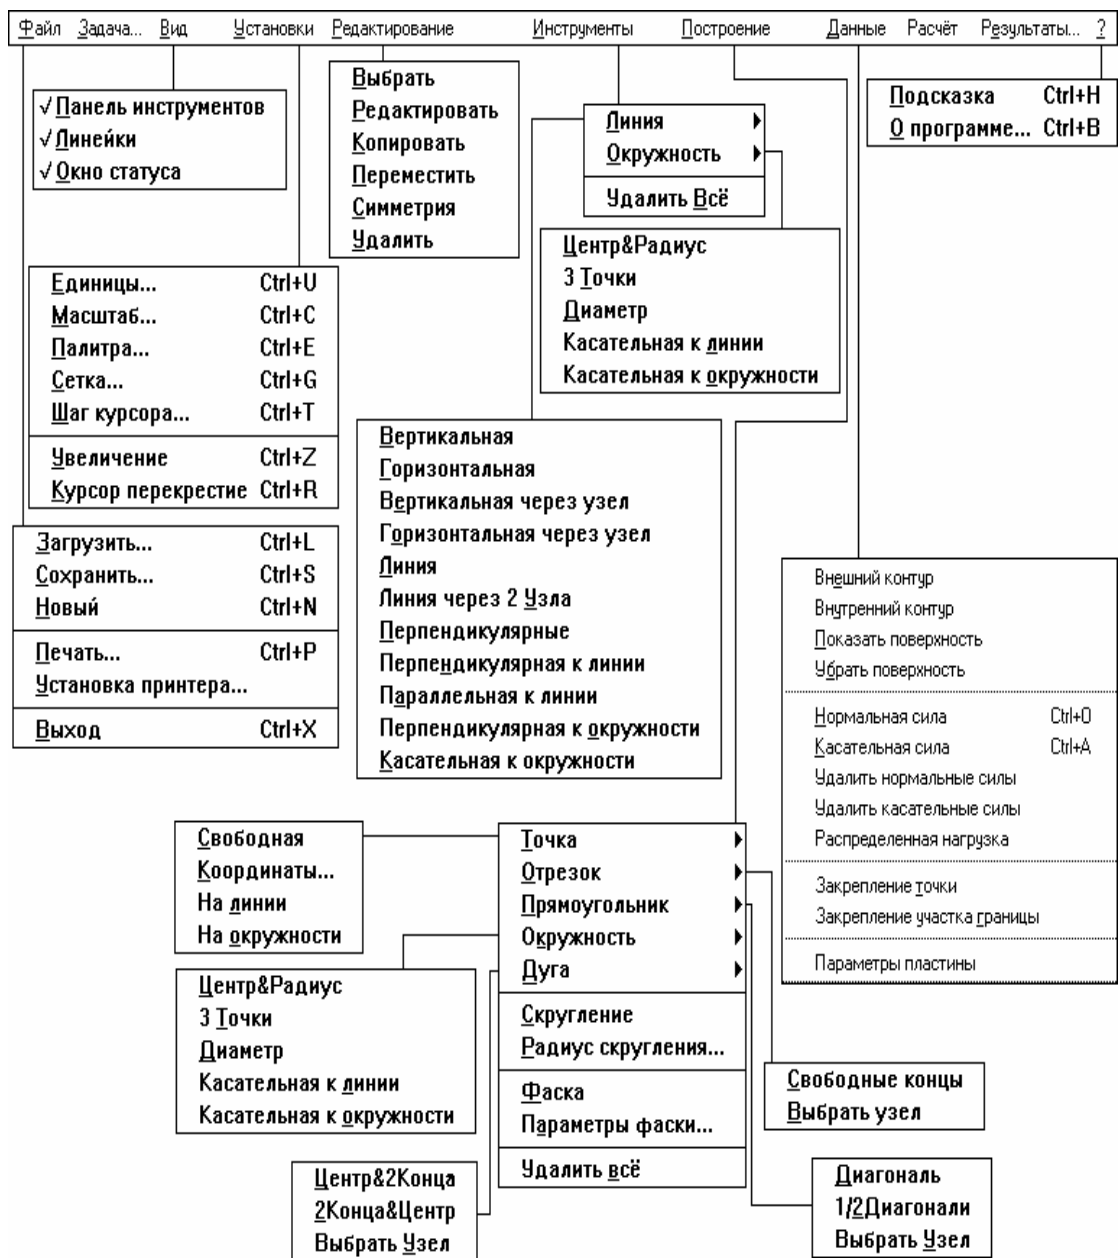 Файл Задача... Вид Установки Редактирование Инструменты Построение Данные Расчёт Результаты... ?
√ Панель инструментов
√ Линейки
√ Окно статуса
Выбрать
Редактировать
Копировать
Переместить
Симметрия
Удалить
Линия
Окружность
Удалить Всё
Подсказка Ctrl+H
О программе... Ctrl+B
Центр&Радиус
3 Точки
Диаметр
Касательная к линии
Касательная к окружности
Единицы... Ctrl+U
Масштаб... Ctrl+C
Палитра... Ctrl+E
Сетка... Ctrl+G
Шаг курсора... Ctrl+T
Увеличение Ctrl+Z
Курсор перекрестие Ctrl+R
Загрузить... Ctrl+L
Сохранить... Ctrl+S
Новый Ctrl+N
Печать... Ctrl+P
Установка принтера...
Выход Ctrl+X
Вертикальная
Горизонтальная
Вертикальная через узел
Горизонтальная через узел
Линия
Линия через 2 Узла
Перпендикулярные
Перпендикулярная к линии
Параллельная к линии
Перпендикулярная к окружности
Касательная к окружности
Внешний контур
Внутренний контур
Показать поверхность
Убрать поверхность
Нормальная сила Ctrl+O
Касательная сила Ctrl+A
Удалить нормальные силы
Удалить касательные силы
Распределенная нагрузка
Закрепление точки
Закрепление участка границы
Параметры пластины
Свободная
Координаты...
На линии
На окружности
Точка
Отрезок
Прямоугольник
Окружность
Дуга
Скругление
Радиус скругления...
Фаска
Параметры фаски...
Удалить всё
Центр&Радиус
3 Точки
Диаметр
Касательная к линии
Касательная к окружности
Свободные концы
Выбрать узел
Центр&2Конца
2Конца&Центр
Выбрать Узел
Диагональ
1/2Диагонали
Выбрать Узел